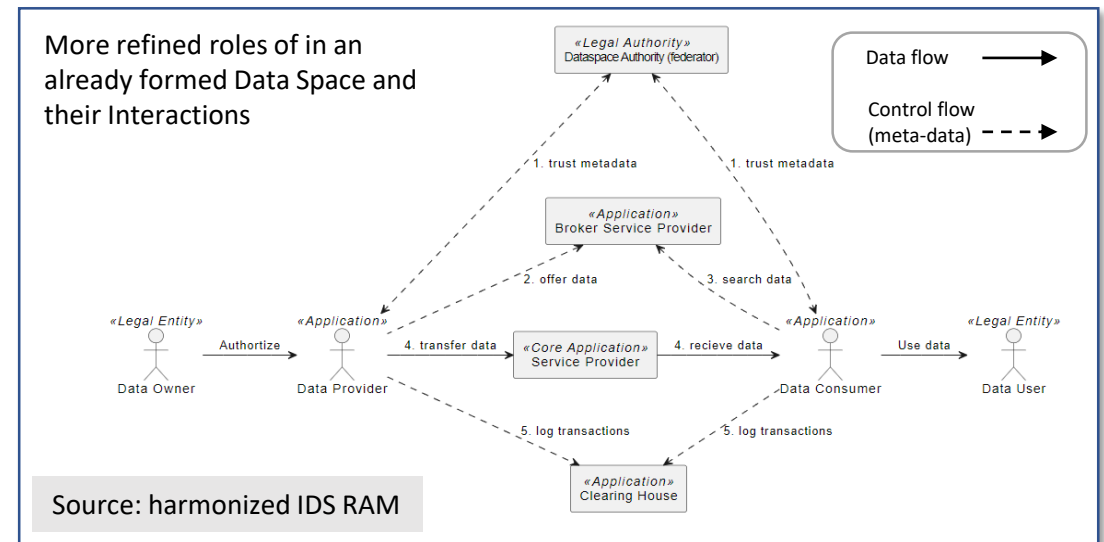 More refined roles of in an
already formed Data Space and
their Interactions
«Legal Authority»
Dataspace Authority (federator)
Data flow
Control flow
(meta-data)
1. trust metadata
1. trust metadata
«Application»
Broker Service Provider
2. offer data
3. search data
«Legal Entity»
Data Owner
Authortize
«Application»
Data Provider
4. transfer data
«Core Application»
Service Provider
4. recieve data
«Application»
Data Consumer
Use data
«Legal Entity»
Data User
5. log transactions
5. log transactions
«Application»
Clearing House
Source: harmonized IDS RAM